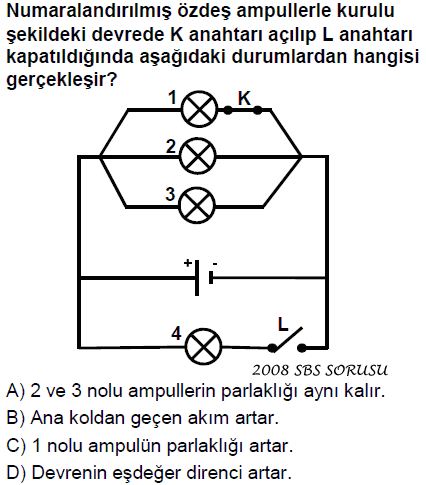 Numaralandırılmış özdeş ampullerle kurulu
şekildeki devrede K anahtarı açılıp L anahtarı
kapatıldığında aşağıdaki durumlardan hangisi
gerçekleşir?
1 K
2
3
+ -
4 L
2008 SBS SORUSU
A) 2 ve 3 nolu ampullerin parlaklığı aynı kalır.
B) Ana koldan geçen akım artar.
C) 1 nolu ampulün parlaklığı artar.
D) Devrenin eşdeğer direnci artar.